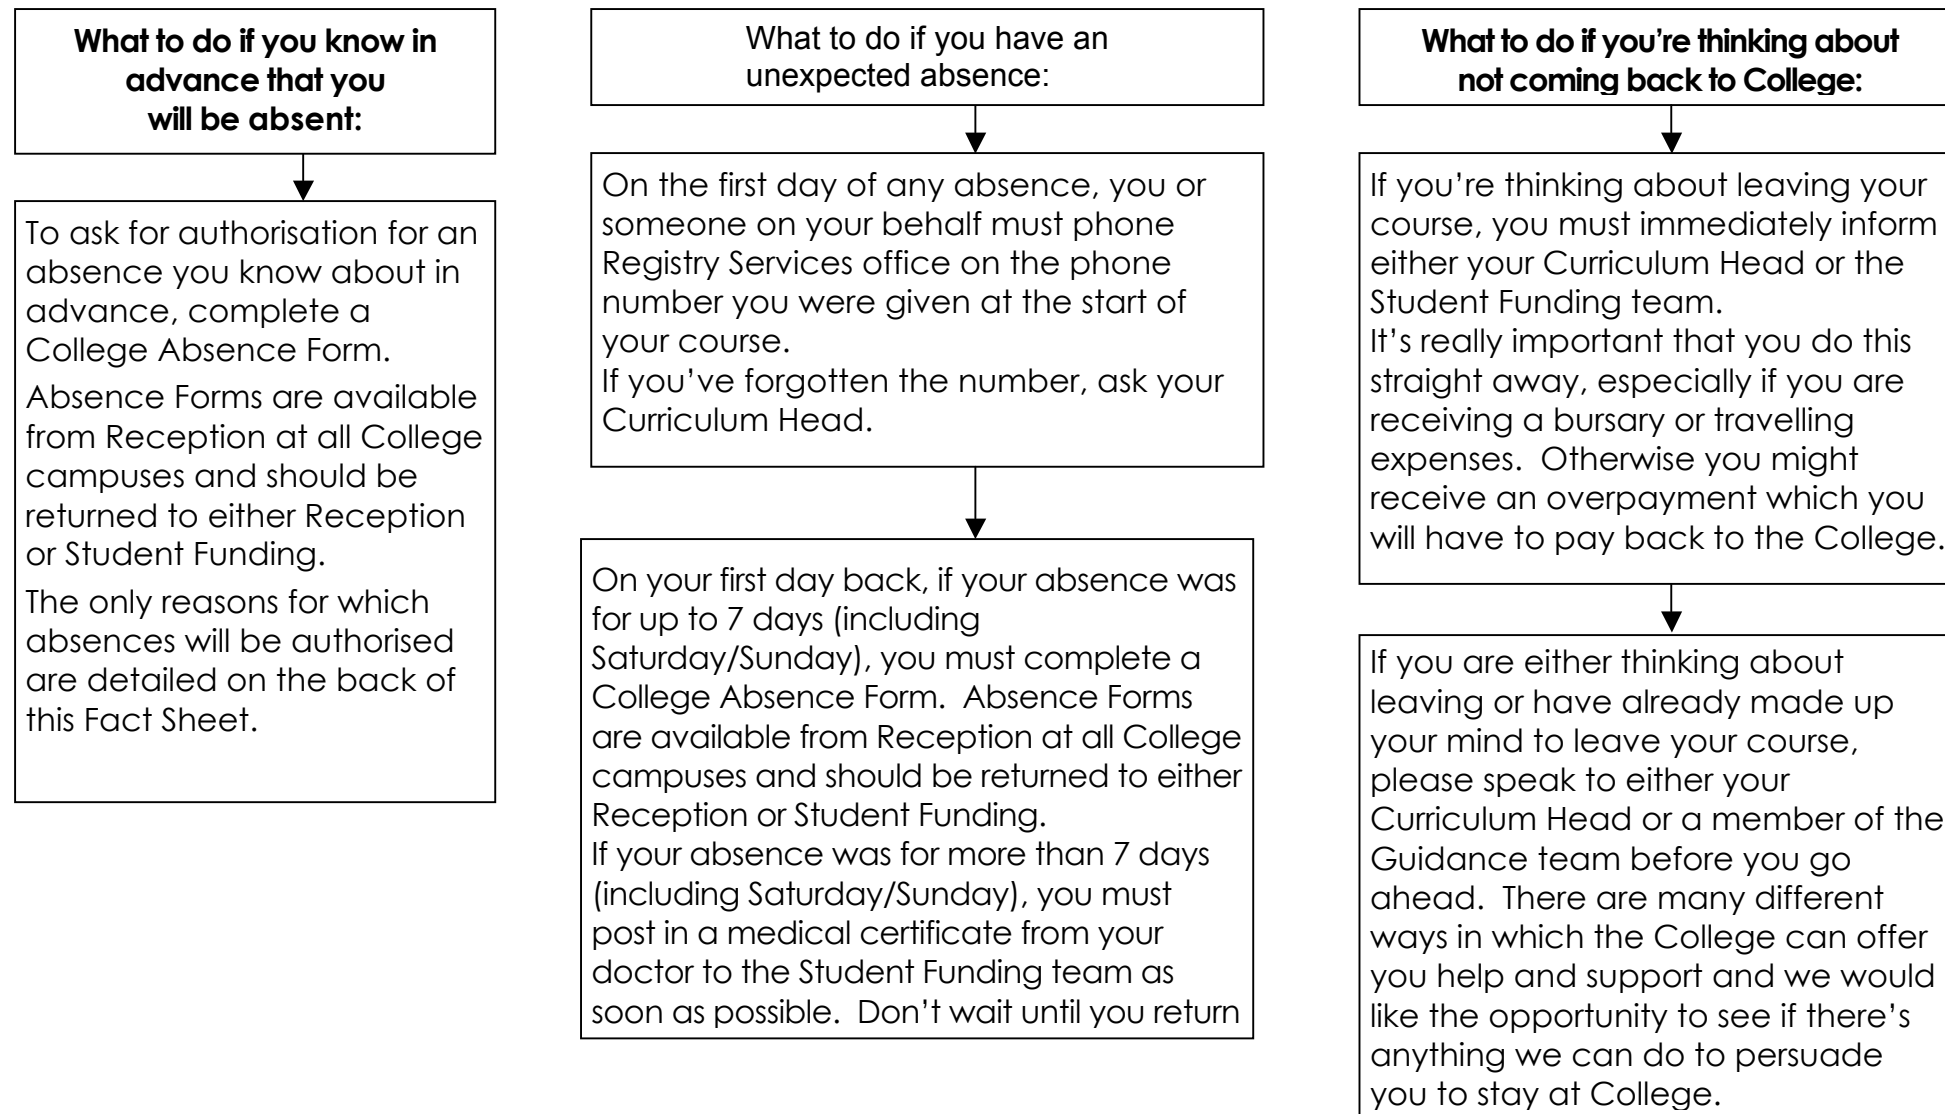 What to do if you know in
advance that you
will be absent:
To ask for authorisation for an
absence you know about in
advance, complete a
College Absence Form.
Absence Forms are available
from Reception at all College
campuses and should be
returned to either Reception
or Student Funding.
The only reasons for which
absences will be authorised
are detailed on the back of
this Fact Sheet.
What to do if you have an
unexpected absence:
On the first day of any absence, you or
someone on your behalf must phone
Registry Services office on the phone
number you were given at the start of
your course.
If you’ve forgotten the number, ask your
Curriculum Head.
On your first day back, if your absence was
for up to 7 days (including
Saturday/Sunday), you must complete a
College Absence Form.  Absence Forms
are available from Reception at all College
campuses and should be returned to either
Reception or Student Funding.
If your absence was for more than 7 days
(including Saturday/Sunday), you must
post in a medical certificate from your
doctor to the Student Funding team as
soon as possible.  Don’t wait until you return
What to do if you’re thinking about
not coming back to College:
If you’re thinking about leaving your
course, you must immediately inform
either your Curriculum Head or the
Student Funding team.
It’s really important that you do this
straight away, especially if you are
receiving a bursary or travelling
expenses.  Otherwise you might
receive an overpayment which you
will have to pay back to the College.
If you are either thinking about
leaving or have already made up
your mind to leave your course,
please speak to either your
Curriculum Head or a member of the
Guidance team before you go
ahead.  There are many different
ways in which the College can offer
you help and support and we would
like the opportunity to see if there’s
anything we can do to persuade
you to stay at College.